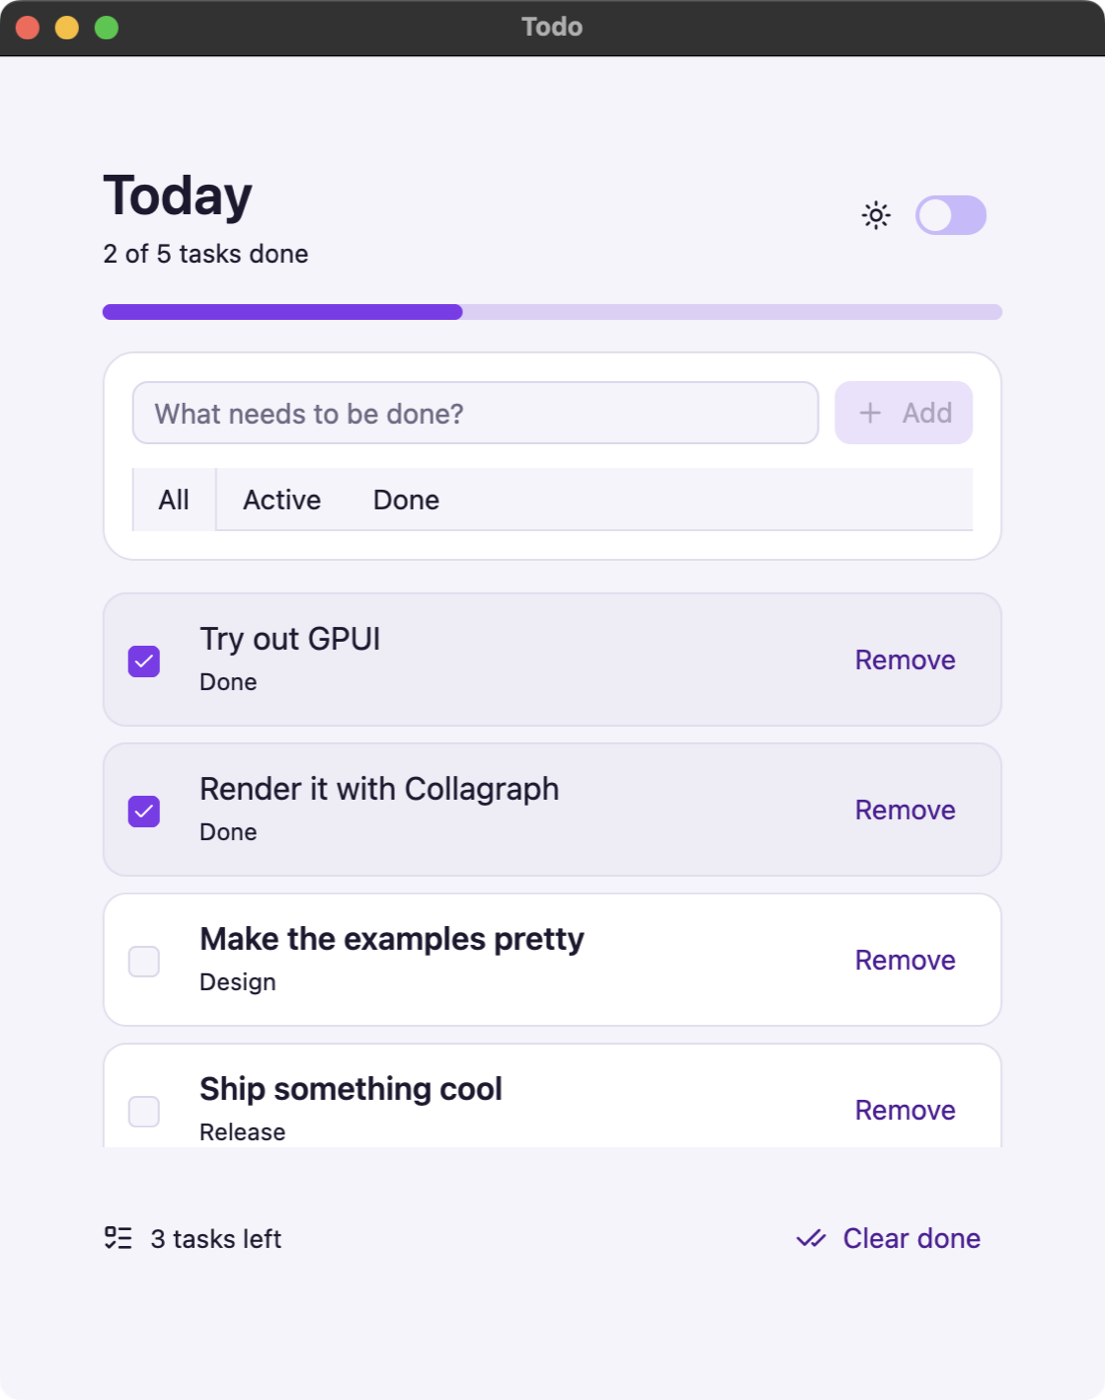 Todo
Today
2 of 5 tasks done
What needs to be done?
Add
All Active Done
Try out GPUI
Done
Remove
Render it with Collagraph
Done
Remove
Make the examples pretty
Design
Remove
Ship something cool
Release
Remove
3 tasks left
Clear done